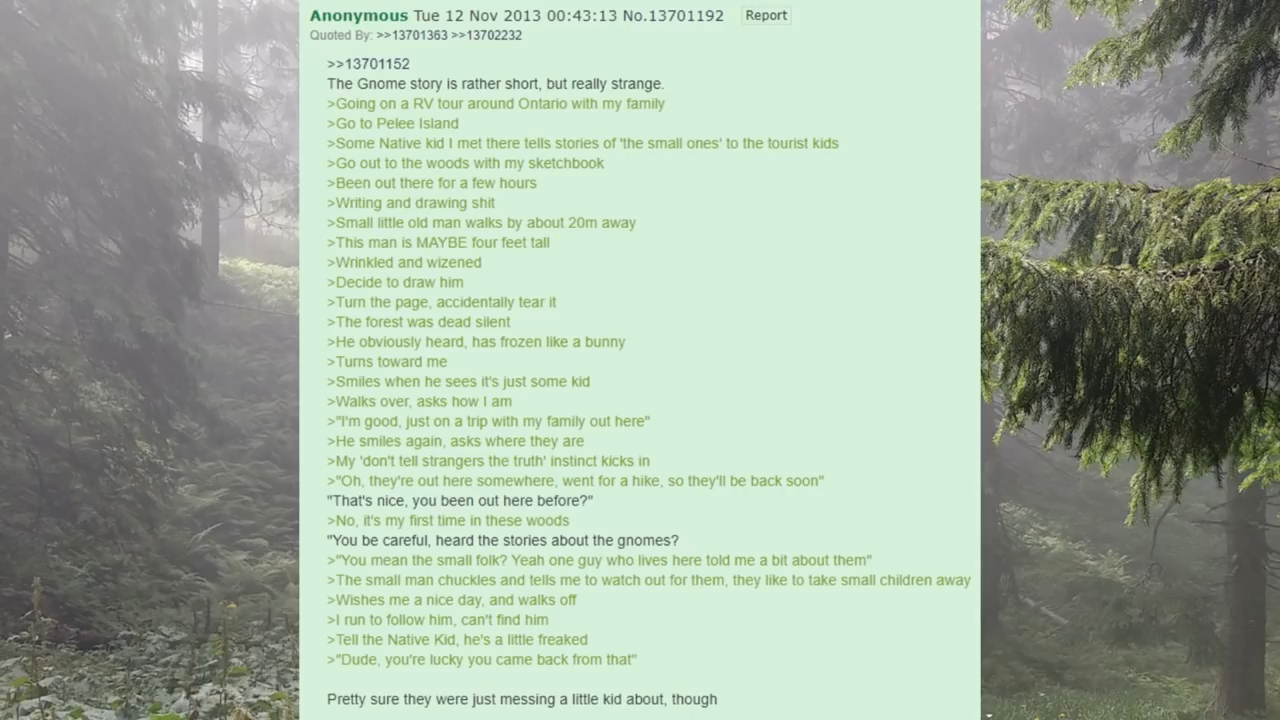 Anonymous Tue 12 Nov 2013 00:43:13 No.13701192 Report
Quoted By: >>13701363 >>13702232
>>13701152
The Gnome story is rather short, but really strange.
>Going on a RV tour around Ontario with my family
>Go to Pelee Island
>Some Native kid I met there tells stories of 'the small ones' to the tourist kids
>Go out to the woods with my sketchbook
>Been out there for a few hours
>Writing and drawing shit
>Small little old man walks by about 20m away
>This man is MAYBE four feet tall
>Wrinkled and wizened
>Decide to draw him
>Turn the page, accidentally tear it
>The forest was dead silent
>He obviously heard, has frozen like a bunny
>Turns toward me
>Smiles when he sees it's just some kid
>Walks over, asks how I am
>"I'm good, just on a trip with my family out here"
>He smiles again, asks where they are
>My 'don't tell strangers the truth' instinct kicks in
>"Oh, they're out here somewhere, went for a hike, so they'll be back soon"
"That's nice, you been out here before?"
>No, it's my first time in these woods
"You be careful, heard the stories about the gnomes?
>"You mean the small folk? Yeah one guy who lives here told me a bit about them"
>The small man chuckles and tells me to watch out for them, they like to take small children away
>Wishes me a nice day, and walks off
>I run to follow him, can't find him
>Tell the Native Kid, he's a little freaked
>"Dude, you're lucky you came back from that"
Pretty sure they were just messing a little kid about, though